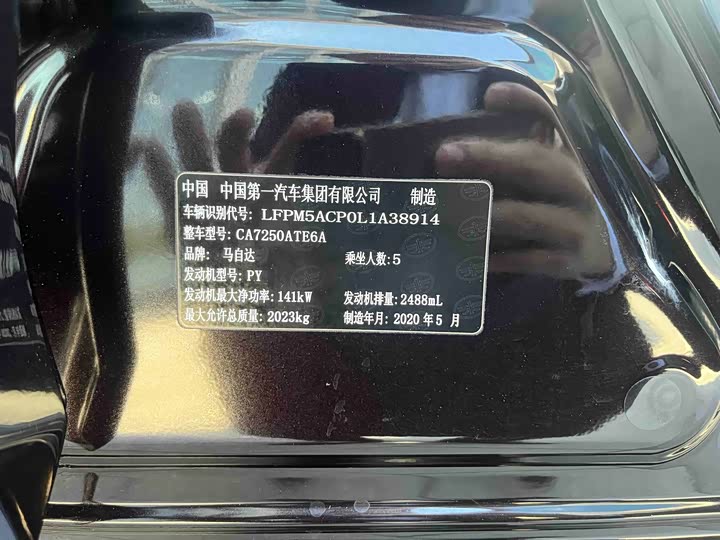 中国 中国第一汽车集团有限公司 制造
车辆识别代号: LFPM5ACP0L1A38914
整车型号: CA7250ATE6A
品牌: 马自达 乘坐人数: 5
发动机型号: PY
发动机最大净功率: 141kW 发动机排量: 2488mL
最大允许总质量: 2023kg 制造年月: 2020 年 5 月